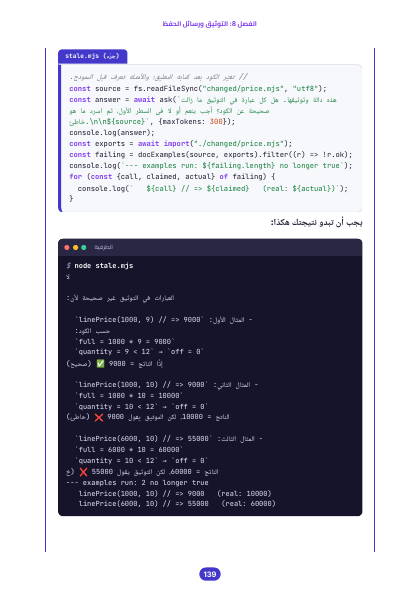 الفصل 8: التوثيق ورسائل الحفظ
stale.mjs (جزء)
// تغير الكود بعد كتابة التعليق، والأمثلة تعرف قبل النموذج.
const source = fs.readFileSync("changed/price.mjs", "utf8");
const answer = await ask(`هذه دالة وتوثيقها. هل كل عبارة في التوثيق ما زالت
صحيحة عن الكود؟ أجب بنعم أو لا في السطر الأول، ثم اسرد ما هو
خاطئ.\n\n${source}`, {maxTokens: 300});
console.log(answer);
const exports = await import("./changed/price.mjs");
const failing = docExamples(source, exports).filter((r) => !r.ok);
console.log(`--- examples run: ${failing.length} no longer true`);
for (const {call, claimed, actual} of failing) {
  console.log(`   ${call} // => ${claimed}   (real: ${actual})`);
}
يجب أن تبدو نتيجتك هكذا:
الطرفية
$ node stale.mjs
لا
العبارات في التوثيق غير صحيحة لأن:
- المثال الأول: `linePrice(1000, 9) // => 9000`
حسب الكود:
`full = 1000 * 9 = 9000`
`quantity = 9 < 12` → `off = 0`
إذًا الناتج = 9000 ✅ (صحيح)
- المثال الثاني: `linePrice(1000, 10) // => 9000`
`full = 1000 * 10 = 10000`
`quantity = 10 < 12` → `off = 0`
الناتج = 10000، لكن التوثيق يقول 9000 ❌ (خاطئ)
- المثال الثالث: `linePrice(6000, 10) // => 55000`
`full = 6000 * 10 = 60000`
`quantity = 10 < 12` → `off = 0`
الناتج = 60000، لكن التوثيق يقول 55000 ❌ (خ
--- examples run: 2 no longer true
   linePrice(1000, 10) // => 9000   (real: 10000)
   linePrice(6000, 10) // => 55000   (real: 60000)
139